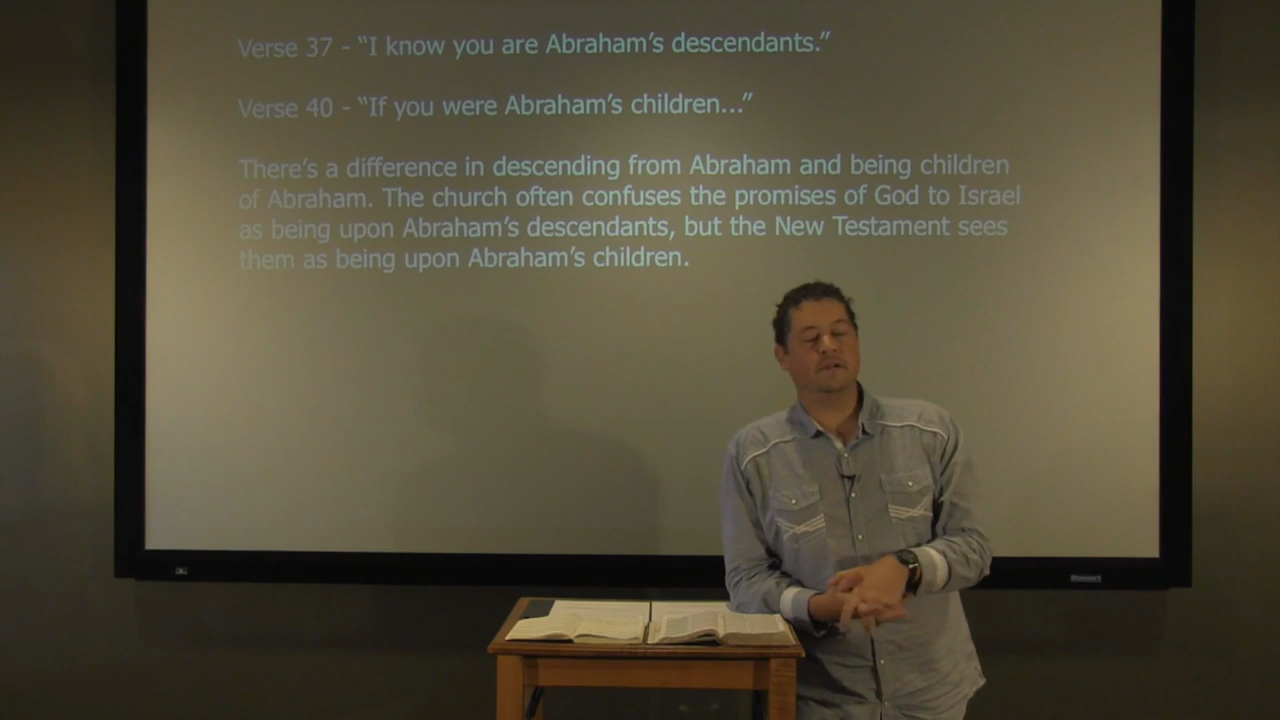 Verse 37 - “I know you are Abraham’s descendants.”
Verse 40 - “If you were Abraham’s children...”
There’s a difference in descending from Abraham and being children
of Abraham. The church often confuses the promises of God to Israel
as being upon Abraham’s descendants, but the New Testament sees
them as being upon Abraham’s children.